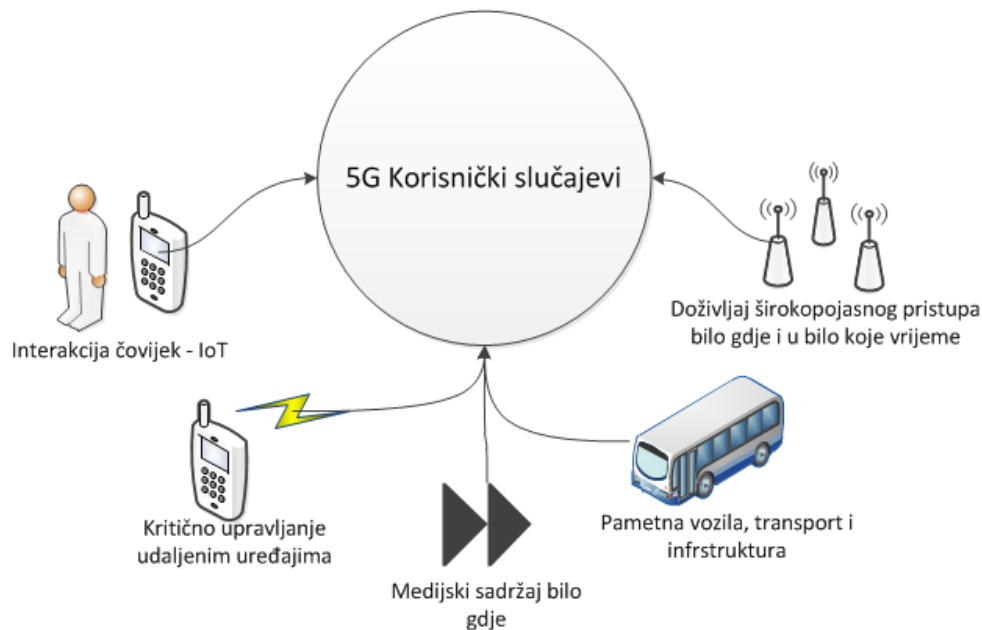 5G Korisnički slučajevi
Interakcija čovijek - IoT
Doživljaj širokopojasnog pristupa
bilo gdje i u bilo koje vrijeme
Kritično upravljanje
udaljenim uređajima
Medijski sadržaj bilo
gdje
Pametna vozila, transport i
infrstruktura